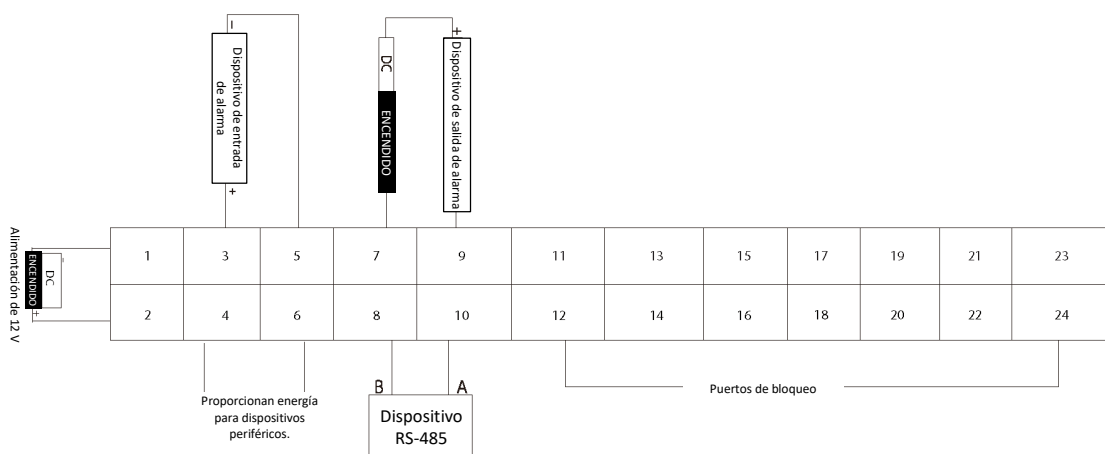 −
+
Dispositivo de entrada
de alarma
+
−
DC
ENCENDIDO
Dispositivo de salida de alarma
Alimentación de 12 V
ENCENDIDO
DC
-
+
1 3 5 7 9 11 13 15 17 19 21 23
2 4 6 8 10 12 14 16 18 20 22 24
Proporcionan energía
para dispositivos
periféricos.
B A
Dispositivo
RS-485
Puertos de bloqueo